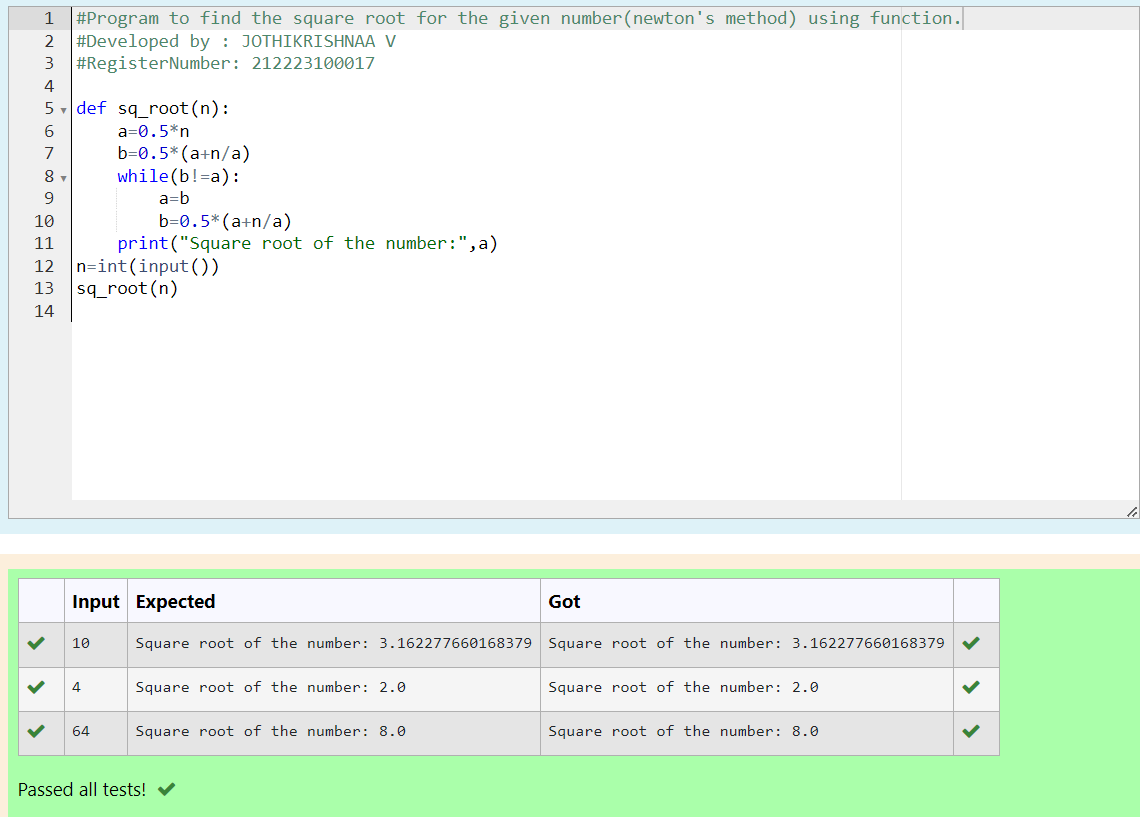 1 #Program to find the square root for the given number(newton's method) using function.
2 #Developed by : JOTHIKRISHNAA V
3 #RegisterNumber: 212223100017
4
5 def sq_root(n):
6     a=0.5*n
7     b=0.5*(a+n/a)
8     while(b!=a):
9         a=b
10         b=0.5*(a+n/a)
11     print("Square root of the number:",a)
12 n=int(input())
13 sq_root(n)
14
Input Expected Got
10 Square root of the number: 3.162277660168379 Square root of the number: 3.162277660168379
4 Square root of the number: 2.0 Square root of the number: 2.0
64 Square root of the number: 8.0 Square root of the number: 8.0
Passed all tests!